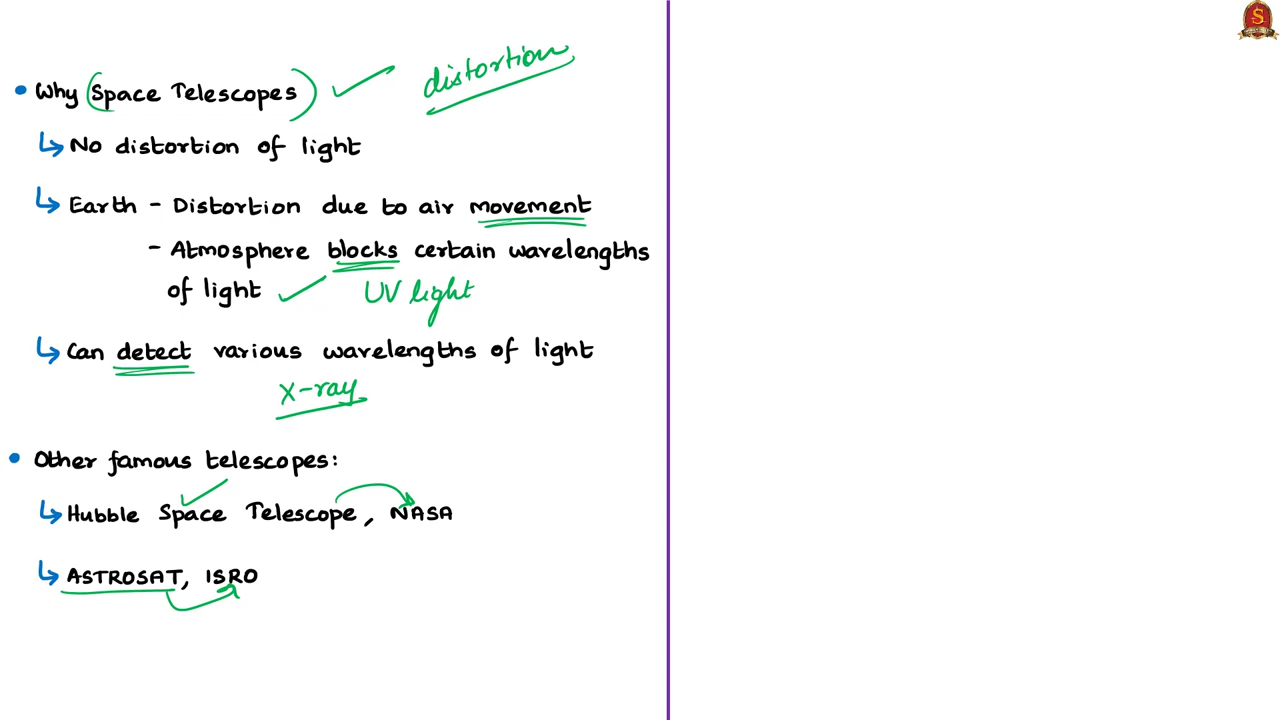 distortion
• Why (Space Telescopes)
↳ No distortion of light
↳ Earth - Distortion due to air movement
- Atmosphere blocks certain wavelengths
of light UV light
↳ Can detect various wavelengths of light
X-ray
• Other famous telescopes:
↳ Hubble Space Telescope, NASA
↳ ASTROSAT, ISRO
S